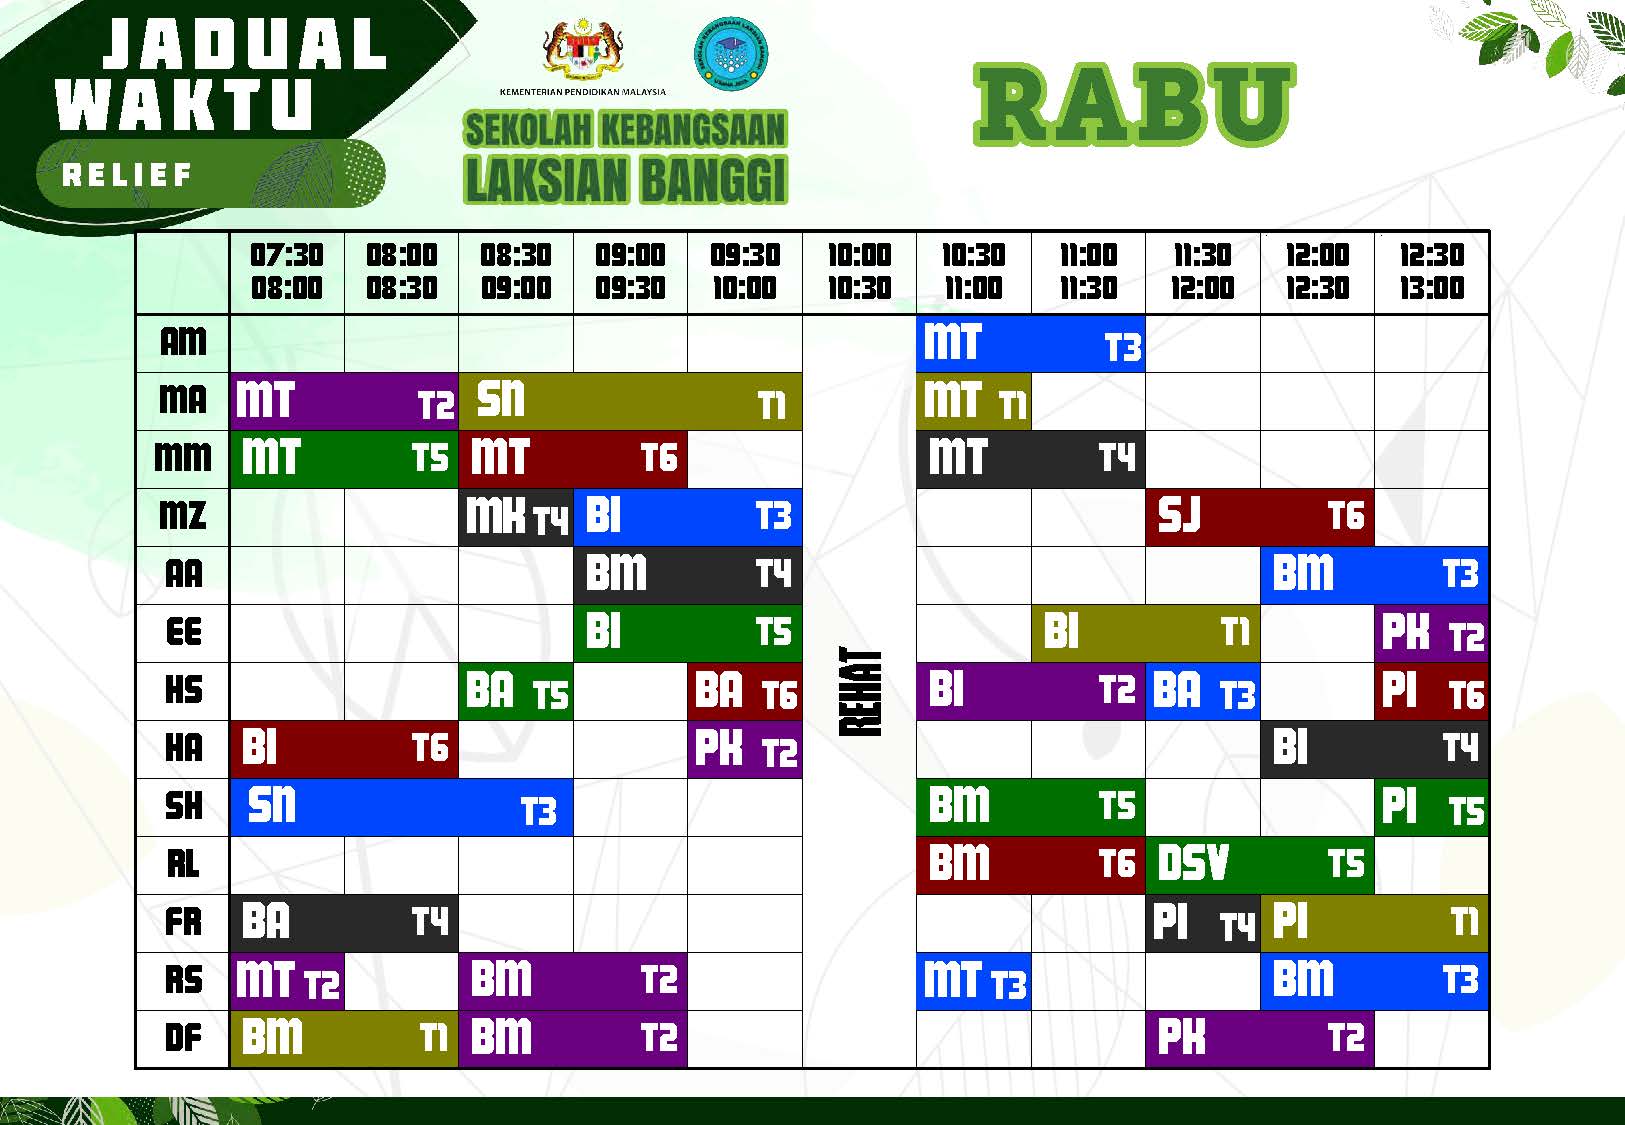 JADUAL
WAKTU
RELIEF
KEMENTERIAN PENDIDIKAN MALAYSIA
SEKOLAH KEBANGSAAN
LAKSIAN BANGGI
RABU
07:30 08:00 08:30 09:00 09:30 10:00 10:30 11:00 11:30 12:00 12:30
08:00 08:30 09:00 09:30 10:00 10:30 11:00 11:30 12:00 12:30 13:00
AM MT T3
MA MT T2 SN T1 MT T1
MM MT T5 MT T6 MT T4
MZ MK T4 BI T3 SJ T6
AA BM T4 BM T3
EE BI T5 BI T1 PK T2
HS BA T5 BA T6 BI T2 BA T3 PI T6
REHAT
HA BI T6 PK T2 BI T4
SH SN T3 BM T5 PI T5
RL BM T6 DSV T5
FR BA T4 PI T4 PI T1
RS MT T2 BM T2 MT T3 BM T3
DF BM T1 BM T2 PK T2